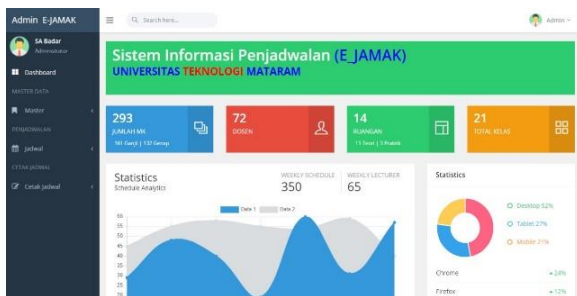 Admin E-JAMAK
Search here...
Admin
SA Badar
Administrator
Dashboard
MASTER DATA
Master
PENJADWALAN
Jadwal
CETAK JADWAL
Cetak Jadwal
Sistem Informasi Penjadwalan (E_JAMAK)
UNIVERSITAS TEKNOLOGI MATARAM
293
JUMLAH MK
161 Ganjil | 132 Genap
72
DOSEN
14
RUANGAN
11 Teori | 3 Praktek
21
TOTAL KELAS
Statistics
Schedule Analytics
WEEKLY SCHEDULE
350
WEEKLY LECTURER
65
Data 1 Data 2
60
55
50
45
40
35
30
25
20
Statistics
Desktop 52%
Tablet 27%
Mobile 21%
Chrome 24%
Firefox 12%